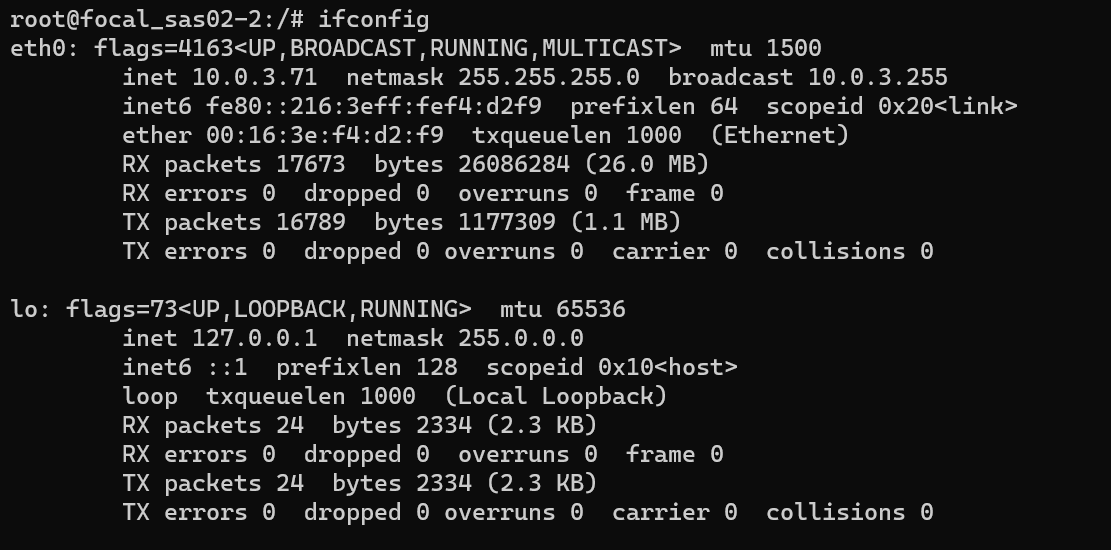 root@focal_sas02-2:/# ifconfig
eth0: flags=4163<UP,BROADCAST,RUNNING,MULTICAST>  mtu 1500
        inet 10.0.3.71  netmask 255.255.255.0  broadcast 10.0.3.255
        inet6 fe80::216:3eff:fef4:d2f9  prefixlen 64  scopeid 0x20<link>
        ether 00:16:3e:f4:d2:f9  txqueuelen 1000  (Ethernet)
        RX packets 17673  bytes 26086284 (26.0 MB)
        RX errors 0  dropped 0  overruns 0  frame 0
        TX packets 16789  bytes 1177309 (1.1 MB)
        TX errors 0  dropped 0 overruns 0  carrier 0  collisions 0

lo: flags=73<UP,LOOPBACK,RUNNING>  mtu 65536
        inet 127.0.0.1  netmask 255.0.0.0
        inet6 ::1  prefixlen 128  scopeid 0x10<host>
        loop  txqueuelen 1000  (Local Loopback)
        RX packets 24  bytes 2334 (2.3 KB)
        RX errors 0  dropped 0  overruns 0  frame 0
        TX packets 24  bytes 2334 (2.3 KB)
        TX errors 0  dropped 0 overruns 0  carrier 0  collisions 0